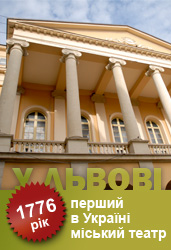 У ЛЬВОВІ
1776
рік
перший
в Україні
міський театр